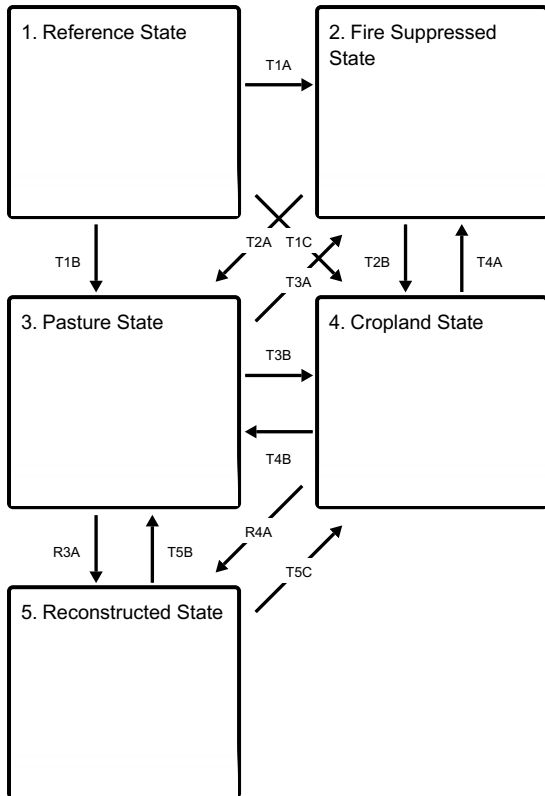 1. Reference State
2. Fire Suppressed
State
T1A
T2A
T1C
T1B
T3A
T2B
T4A
3. Pasture State
4. Cropland State
T3B
T4B
R4A
R3A
T5B
T5C
5. Reconstructed State